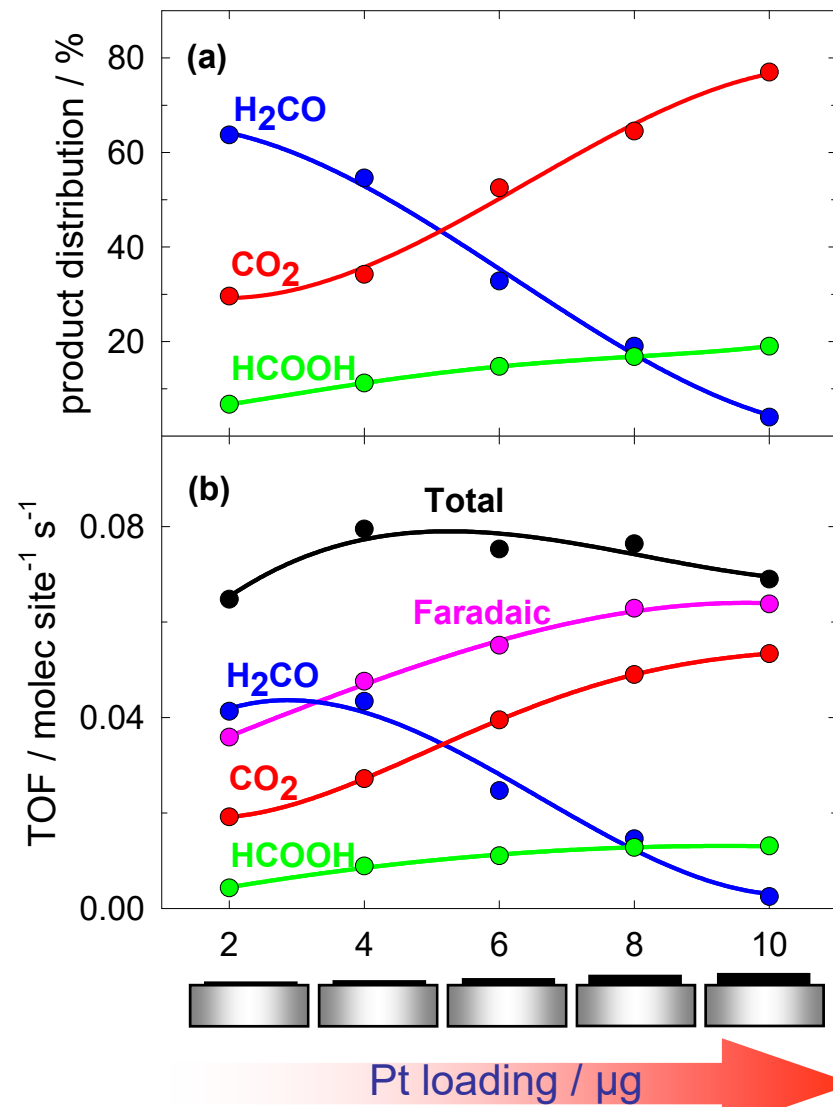 (a)
product distribution / %
80
60
40
20
H₂CO
CO₂
HCOOH
(b)
TOF / molec site⁻¹ s⁻¹
0.08
0.04
0.00
Total
Faradaic
H₂CO
CO₂
HCOOH
2 4 6 8 10
Pt loading / µg